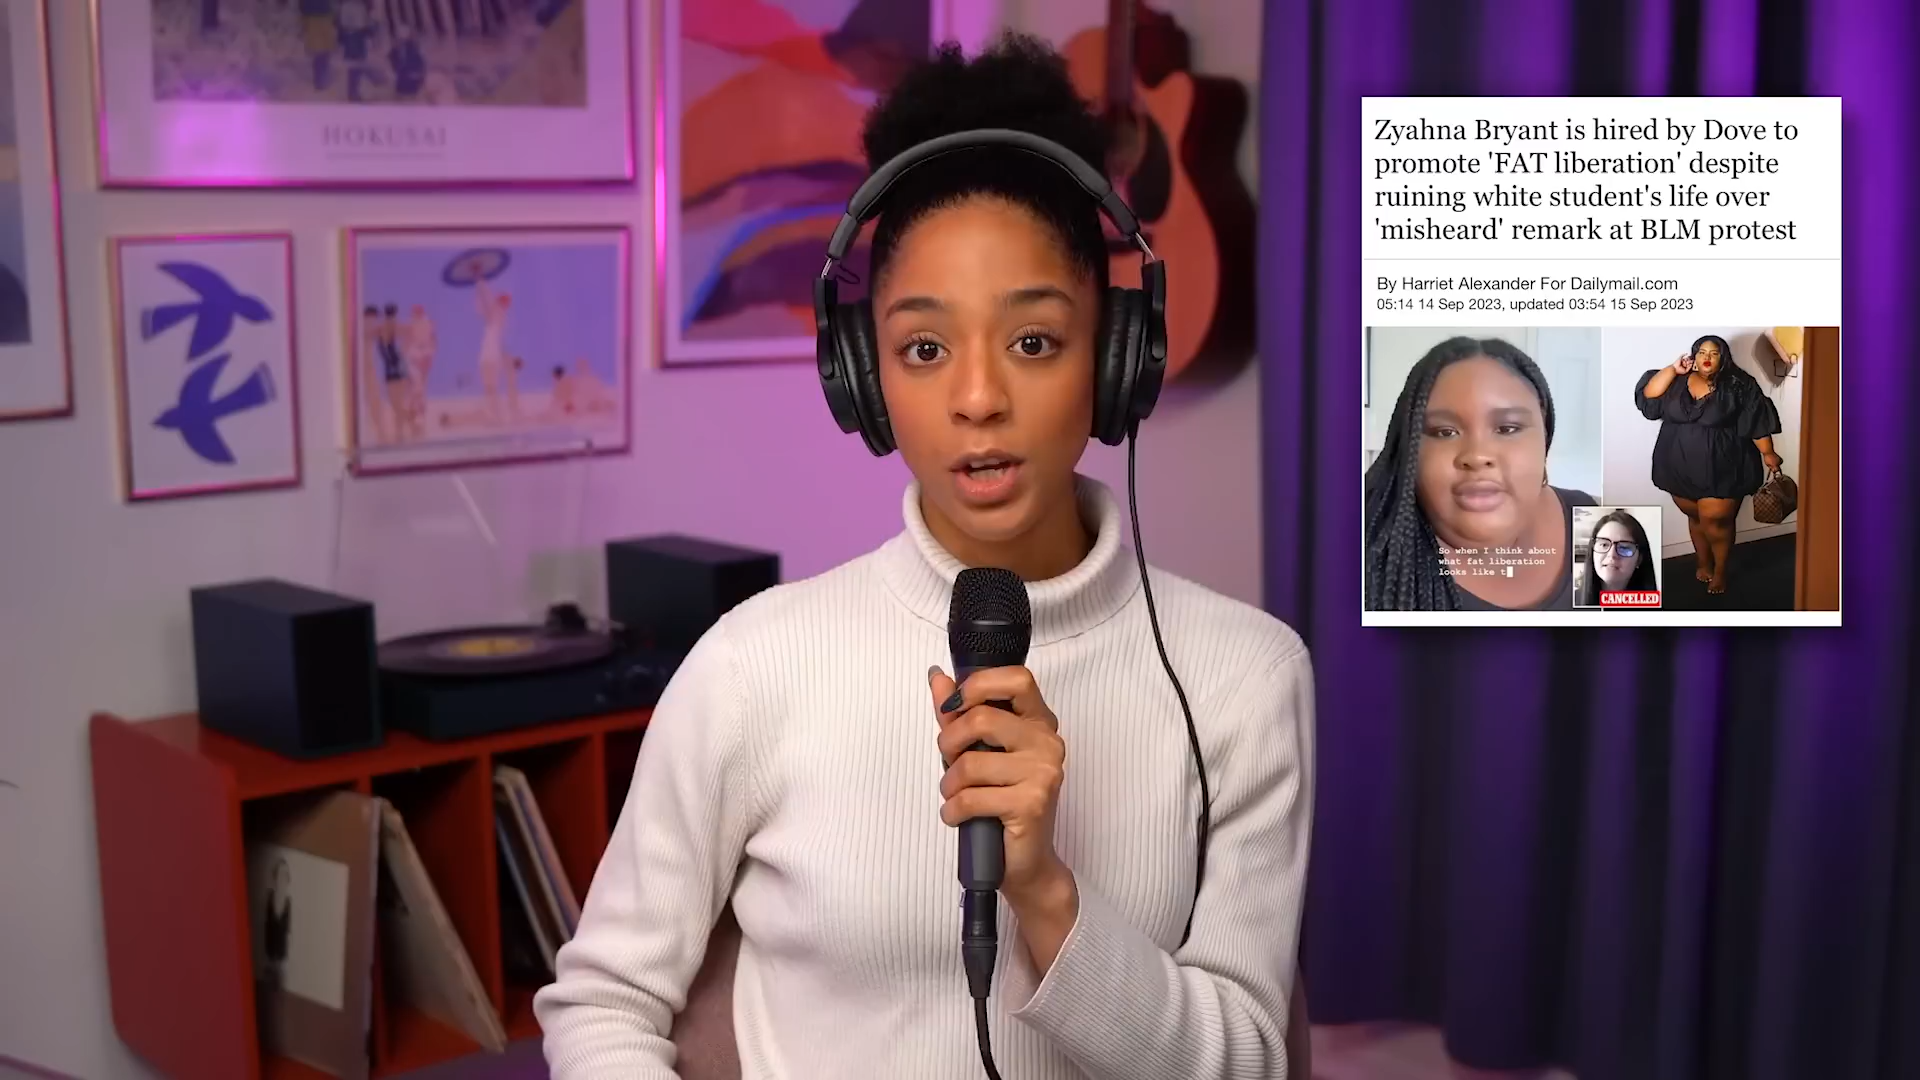 HOKUSAI
Zyahna Bryant is hired by Dove to
promote 'FAT liberation' despite
ruining white student's life over
'misheard' remark at BLM protest
By Harriet Alexander For Dailymail.com
05:14 14 Sep 2023, updated 03:54 15 Sep 2023
So when I think about
what fat liberation
looks like t
CANCELLED